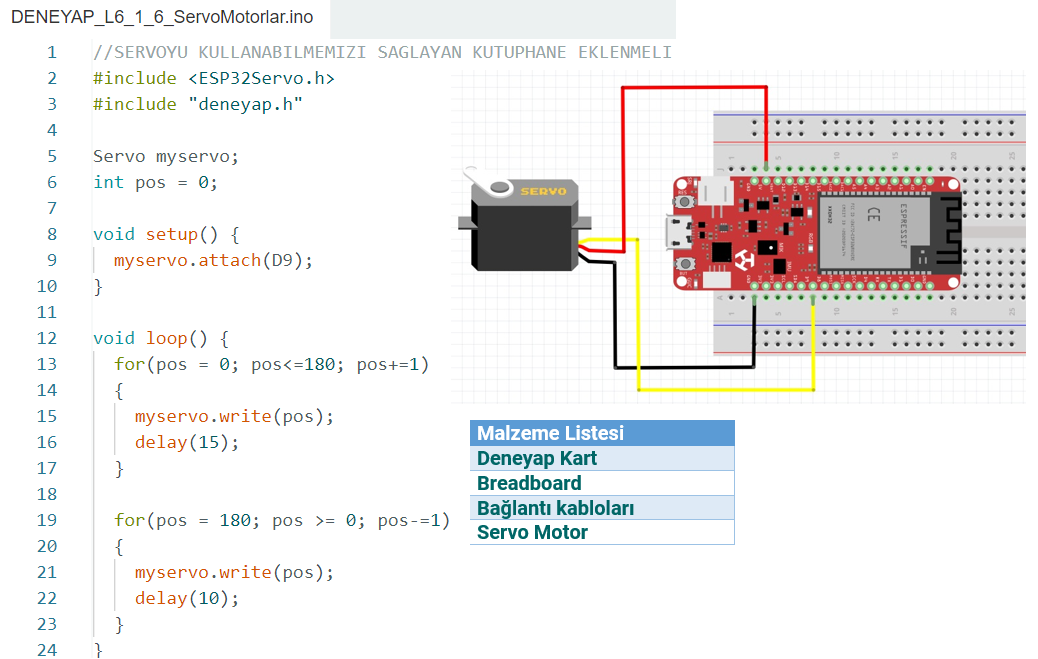 DENEYAP_L6_1_6_ServoMotorlar.ino
1 //SERVOYU KULLANABILMEMIZI SAGLAYAN KUTUPHANE EKLENMELI
2 #include <ESP32Servo.h>
3 #include "deneyap.h"
4
5 Servo myservo;
6 int pos = 0;
7
8 void setup() {
9 myservo.attach(D9);
10 }
11
12 void loop() {
13 for(pos = 0; pos<=180; pos+=1)
14 {
15 myservo.write(pos);
16 delay(15);
17 }
18
19 for(pos = 180; pos >= 0; pos-=1)
20 {
21 myservo.write(pos);
22 delay(10);
23 }
24 }
SERVO
ESPRESSIF
CE
Malzeme Listesi
Deneyap Kart
Breadboard
Bağlantı kabloları
Servo Motor